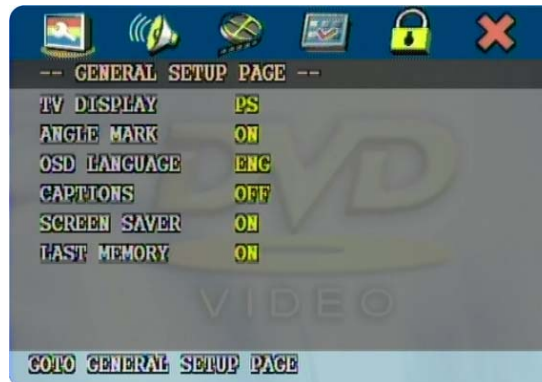 -- GENERAL SETUP PAGE --
TV DISPLAY PS
ANGLE MARK ON
OSD LANGUAGE ENG
CAPTIONS OFF
SCREEN SAVER ON
LAST MEMORY ON
DVD
VIDEO
GOTO GENERAL SETUP PAGE